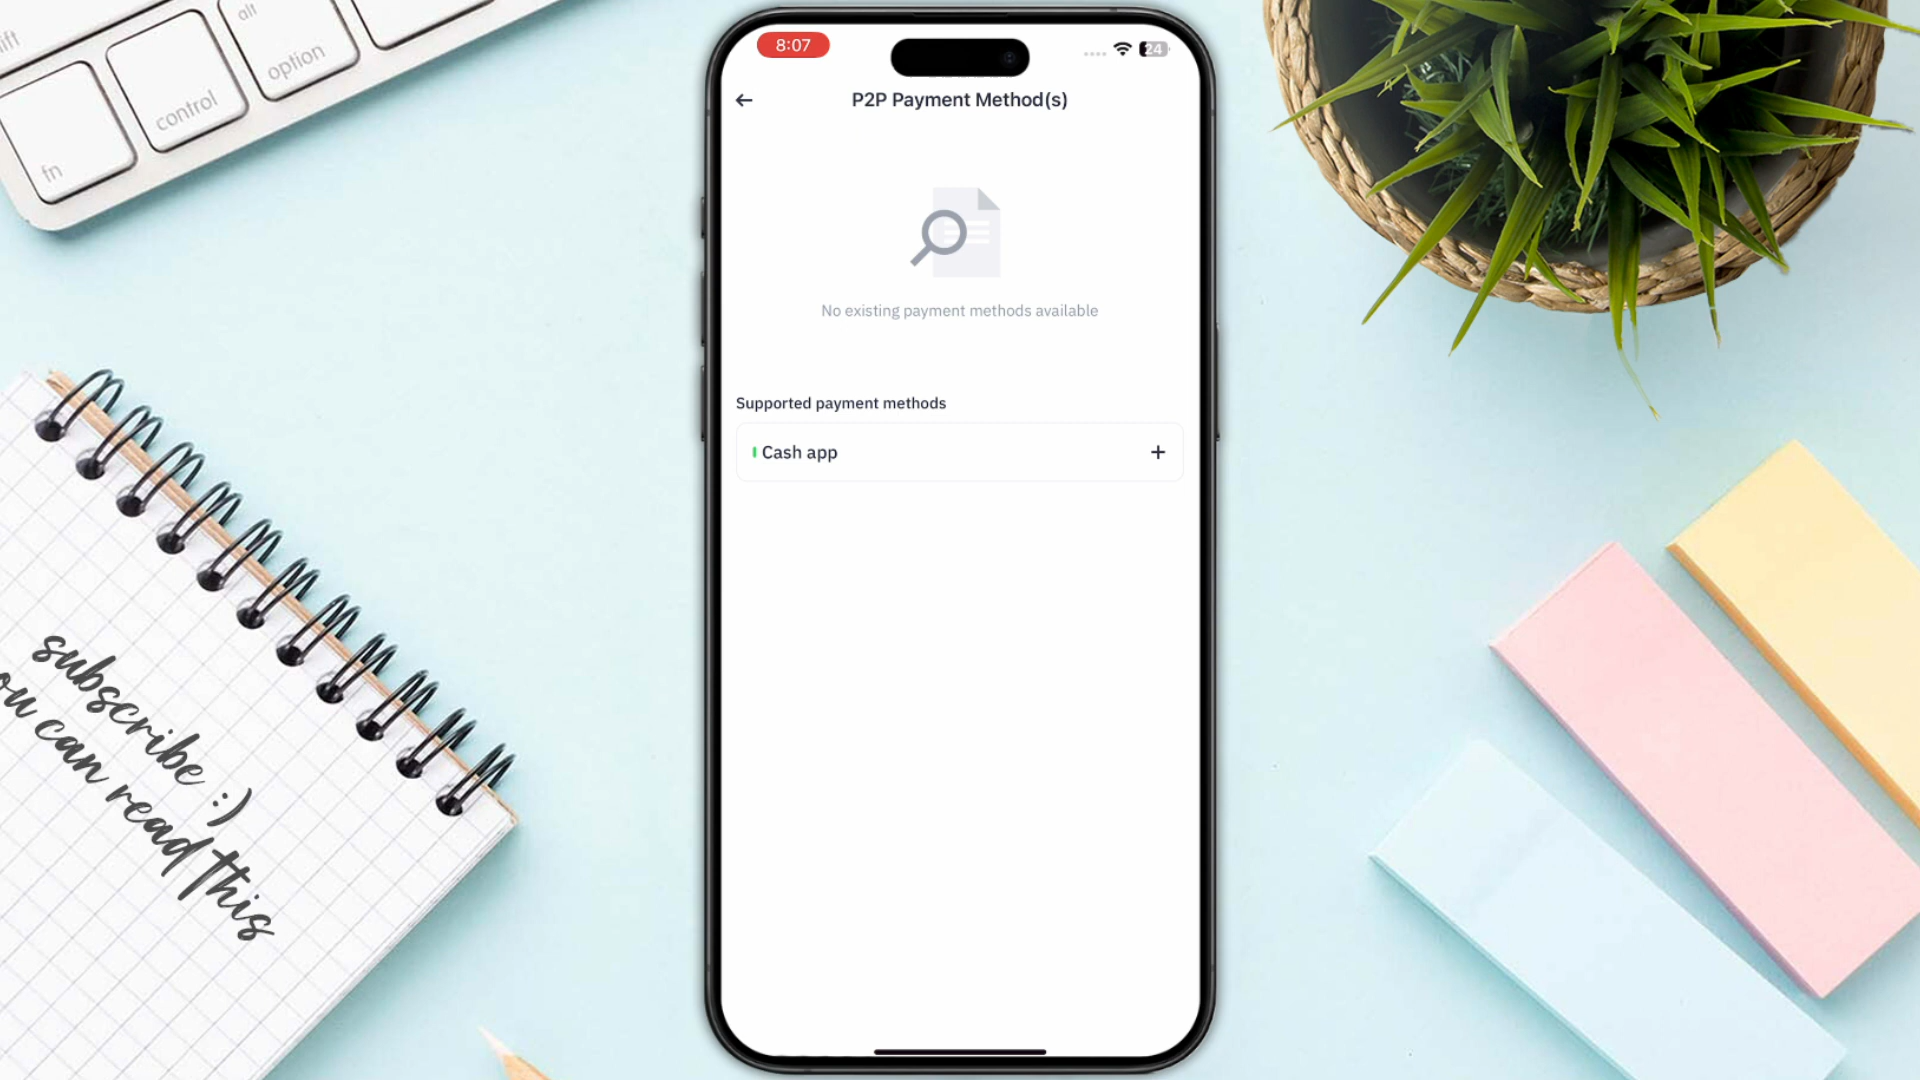 alt
option
control
fn
8:07
24
P2P Payment Method(s)
No existing payment methods available
Supported payment methods
Cash app
+
subscribe :)
can read this